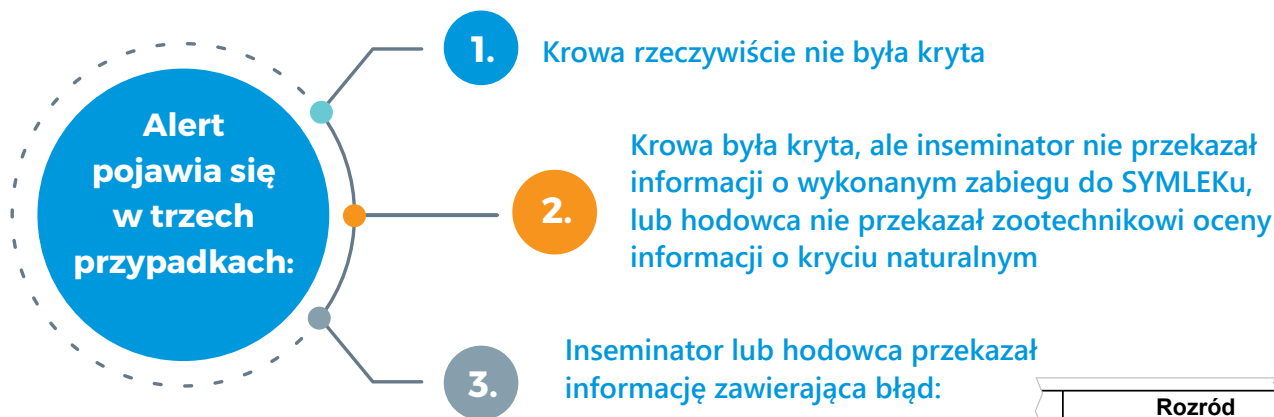 Alert
pojawia się
w trzech
przypadkach:
1.
Krowa rzeczywiście nie była kryta
2.
Krowa była kryta, ale inseminator nie przekazał
informacji o wykonanym zabiegu do SYMLEKu,
lub hodowca nie przekazał zootechnikowi oceny
informacji o kryciu naturalnym
3.
Inseminator lub hodowca przekazał
informację zawierająca błąd:
Rozród